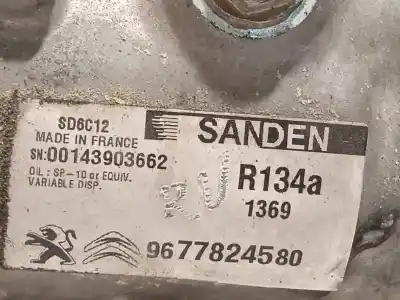 SD6C12
MADE IN FRANCE
SN:00143903662
OIL : SP-10 or EQUIV.
VARIABLE DISP.
SANDEN
R134a
1369
9677824580